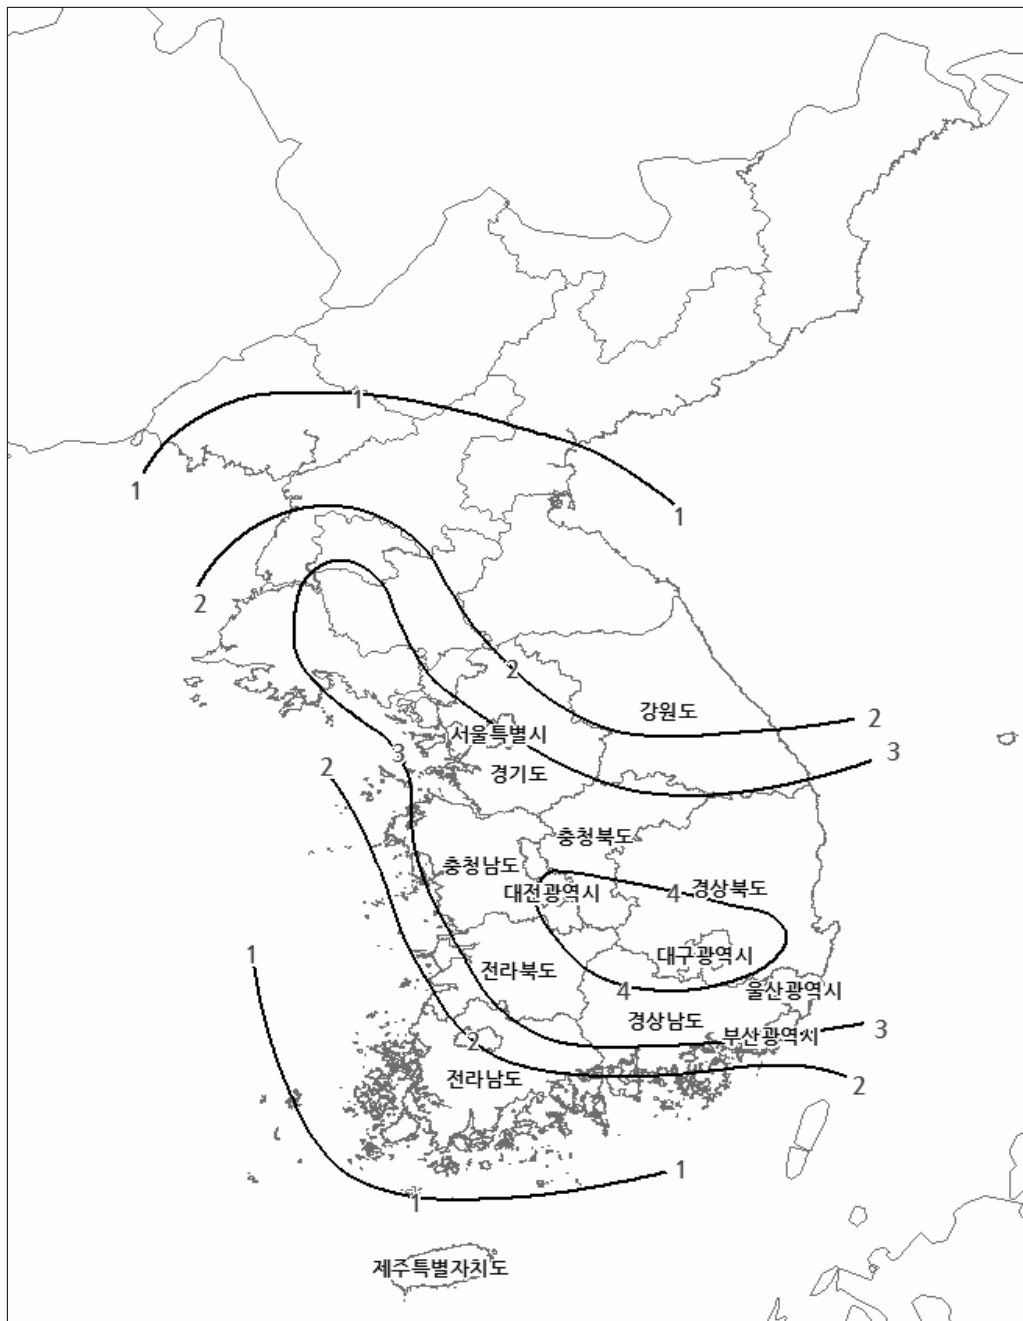 1
1
1
2
2
강원도
2
서울특별시
3
3
2
경기도
충청북도
충청남도
대전광역시
4
경상북도
1
대구광역시
전라북도
4
울산광역시
경상남도
3
부산광역시
2
전라남도
2
1
1
제주특별자치도